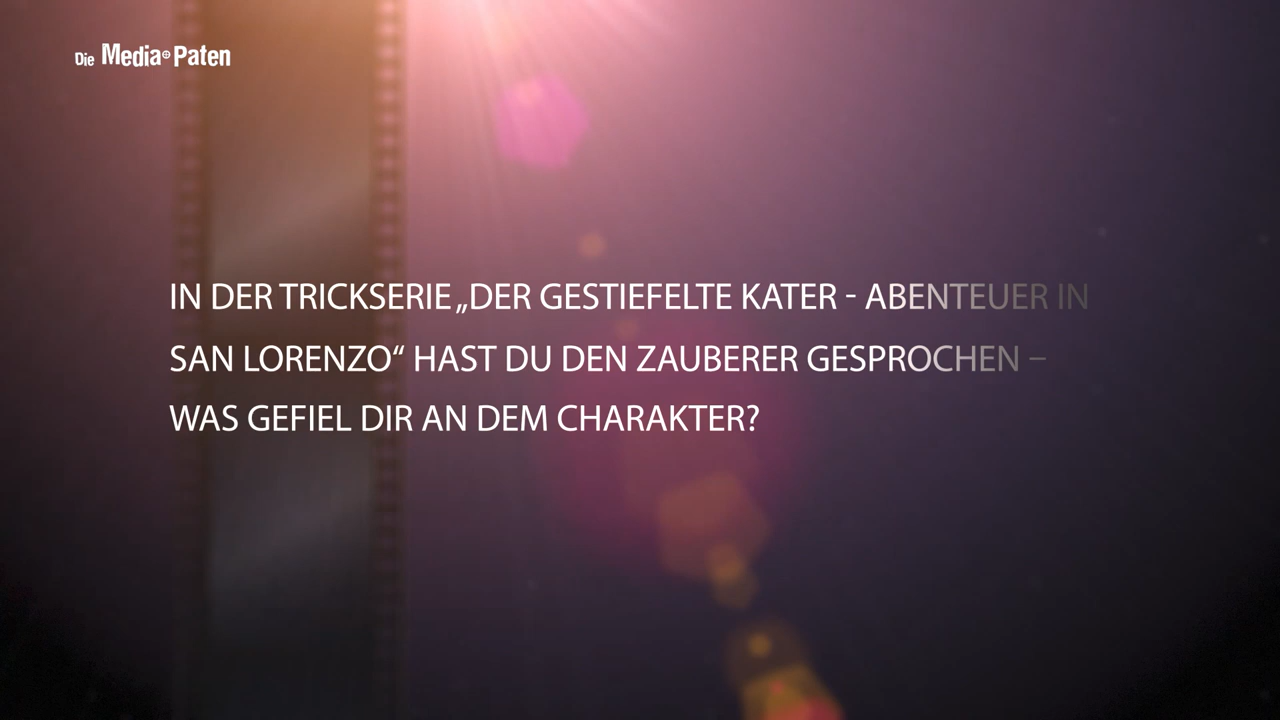 Die Media Paten
IN DER TRICKSERIE „DER GESTIEFELTE KATER - ABENTEUER IN
SAN LORENZO“ HAST DU DEN ZAUBERER GESPROCHEN –
WAS GEFIEL DIR AN DEM CHARAKTER?